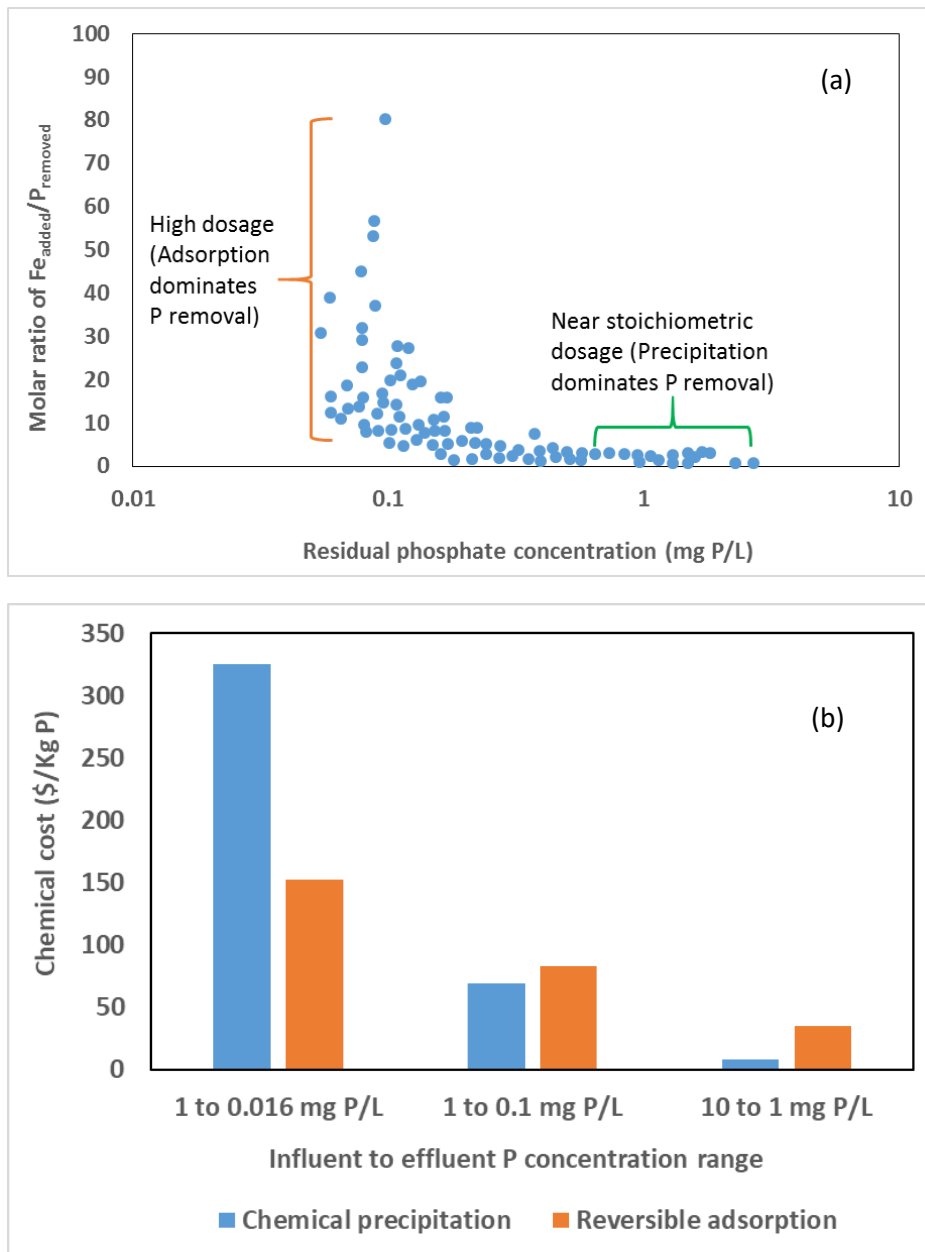 (a)
100
90
80
70
60
50
40
30
20
10
0
Molar ratio of Fe added/P removed
High dosage
(Adsorption
dominates
P removal)
Near stoichiometric
dosage (Precipitation
dominates P removal)
0.01 0.1 1 10
Residual phosphate concentration (mg P/L)
(b)
350
300
250
200
150
100
50
0
Chemical cost ($/Kg P)
1 to 0.016 mg P/L 1 to 0.1 mg P/L 10 to 1 mg P/L
Influent to effluent P concentration range
Chemical precipitation Reversible adsorption